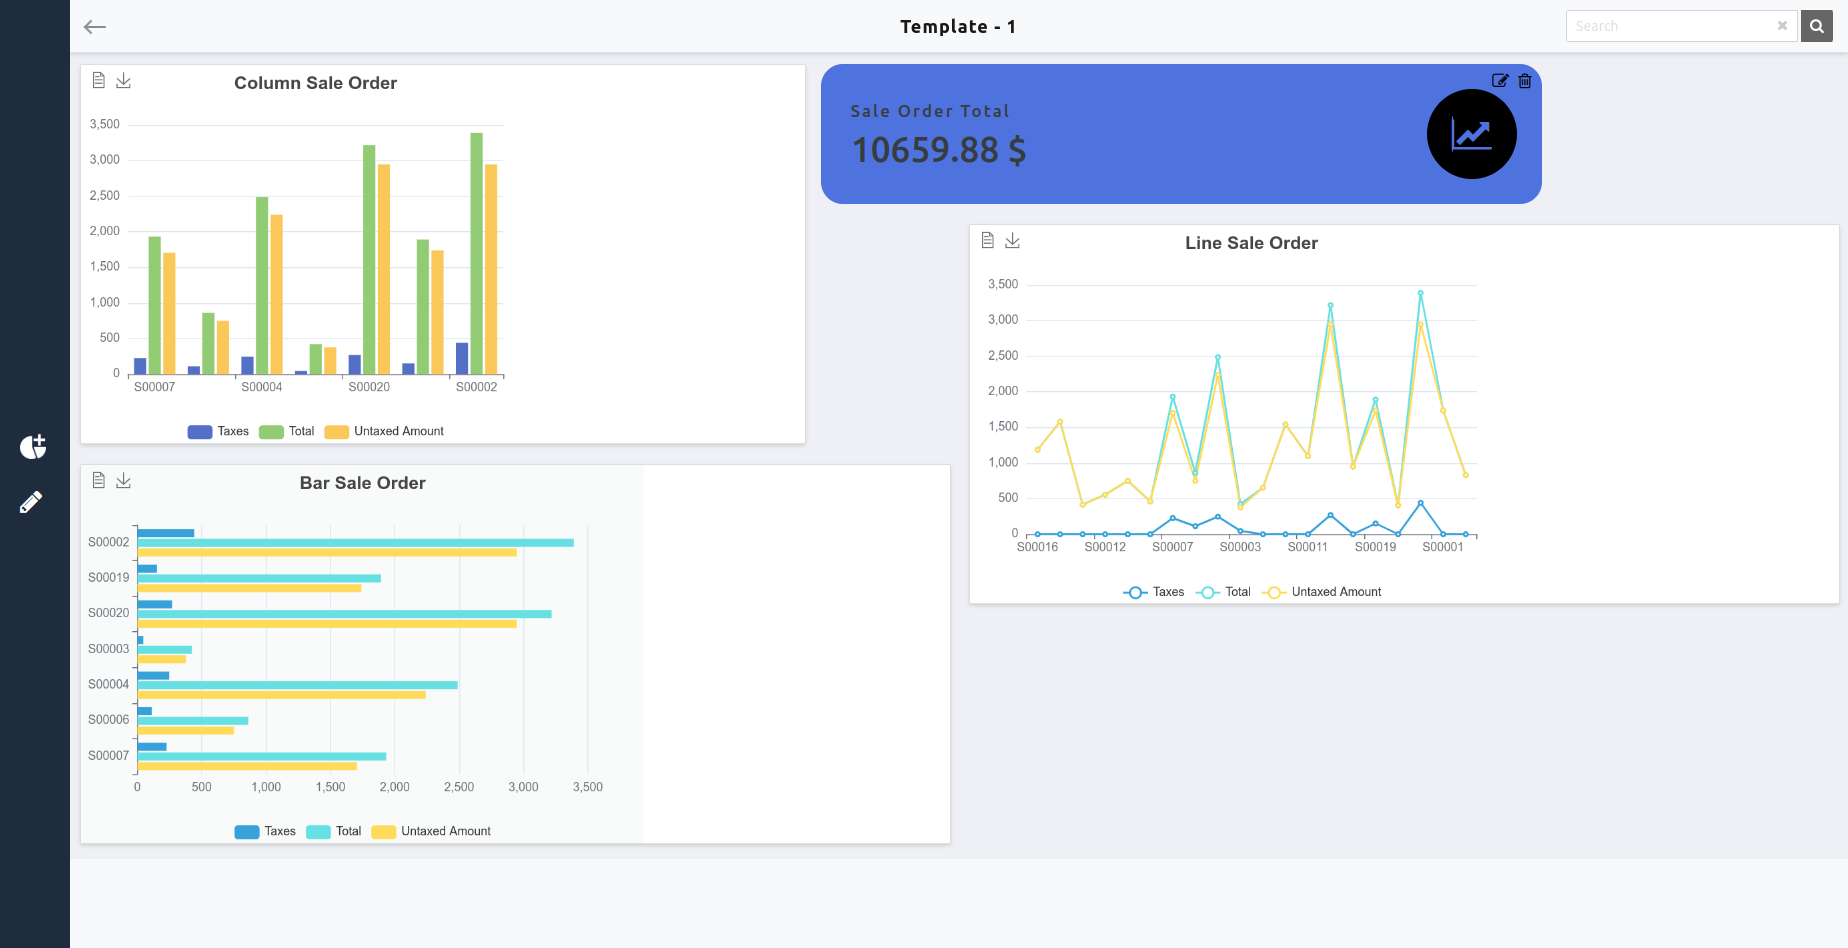 Template - 1
Search
Column Sale Order
3,500
3,000
2,500
2,000
1,500
1,000
500
0
S00007 S00004 S00020 S00002
Taxes Total Untaxed Amount
Sale Order Total
10659.88 $
Line Sale Order
3,500
3,000
2,500
2,000
1,500
1,000
500
0
S00016 S00012 S00007 S00003 S00011 S00019 S00001
Taxes Total Untaxed Amount
Bar Sale Order
S00002
S00019
S00020
S00003
S00004
S00006
S00007
0 500 1,000 1,500 2,000 2,500 3,000 3,500
Taxes Total Untaxed Amount